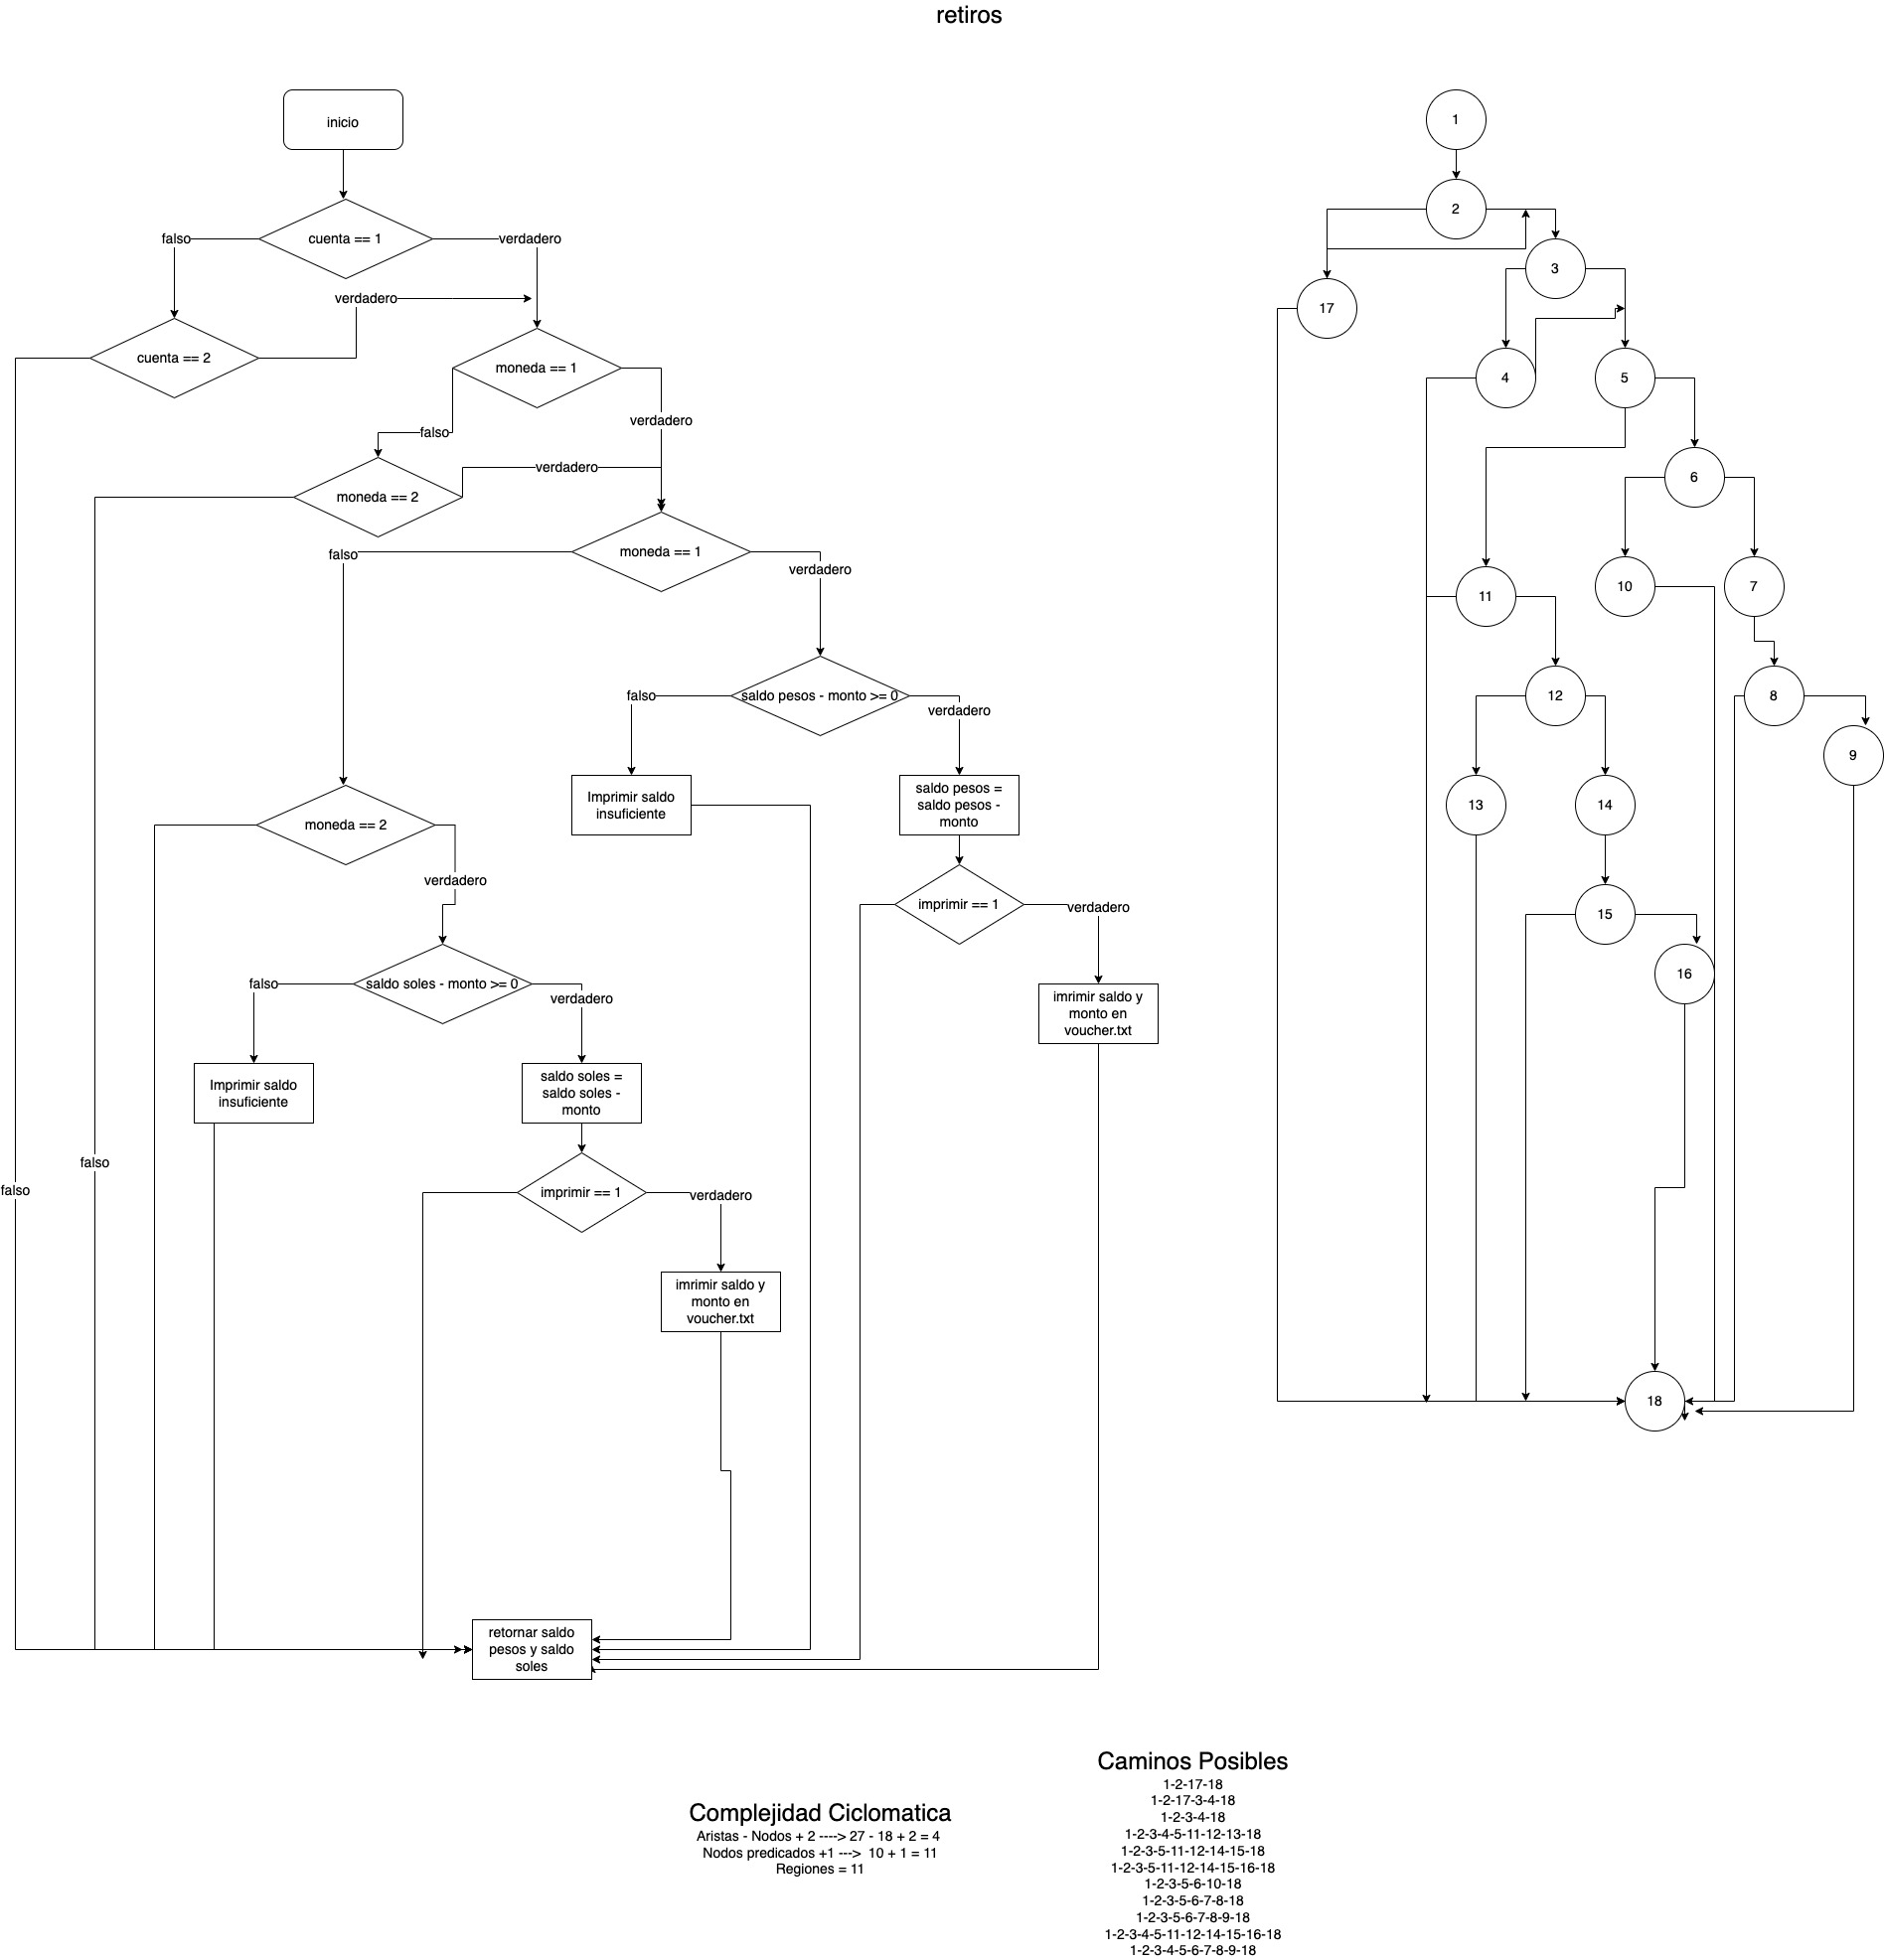 retiros
inicio
cuenta == 1
falso
verdadero
verdadero
cuenta == 2
moneda == 1
verdadero
falso
verdadero
moneda == 2
moneda == 1
falso
verdadero
saldo pesos - monto >= 0
falso
verdadero
Imprimir saldo
insuficiente
saldo pesos =
saldo pesos -
monto
moneda == 2
verdadero
imprimir == 1
verdadero
saldo soles - monto >= 0
falso
verdadero
imrimir saldo y
monto en
voucher.txt
Imprimir saldo
insuficiente
saldo soles =
saldo soles -
monto
falso
falso
imprimir == 1
verdadero
imrimir saldo y
monto en
voucher.txt
retornar saldo
pesos y saldo
soles
1
2
3
17
4
5
6
11
10
7
12
8
9
13
14
15
16
18
Complejidad Ciclomatica
Aristas - Nodos + 2 ----> 27 - 18 + 2 = 4
Nodos predicados +1 ---> 10 + 1 = 11
Regiones = 11
Caminos Posibles
1-2-17-18
1-2-17-3-4-18
1-2-3-4-18
1-2-3-4-5-11-12-13-18
1-2-3-5-11-12-14-15-18
1-2-3-5-11-12-14-15-16-18
1-2-3-5-6-10-18
1-2-3-5-6-7-8-18
1-2-3-5-6-7-8-9-18
1-2-3-4-5-11-12-14-15-16-18
1-2-3-4-5-6-7-8-9-18